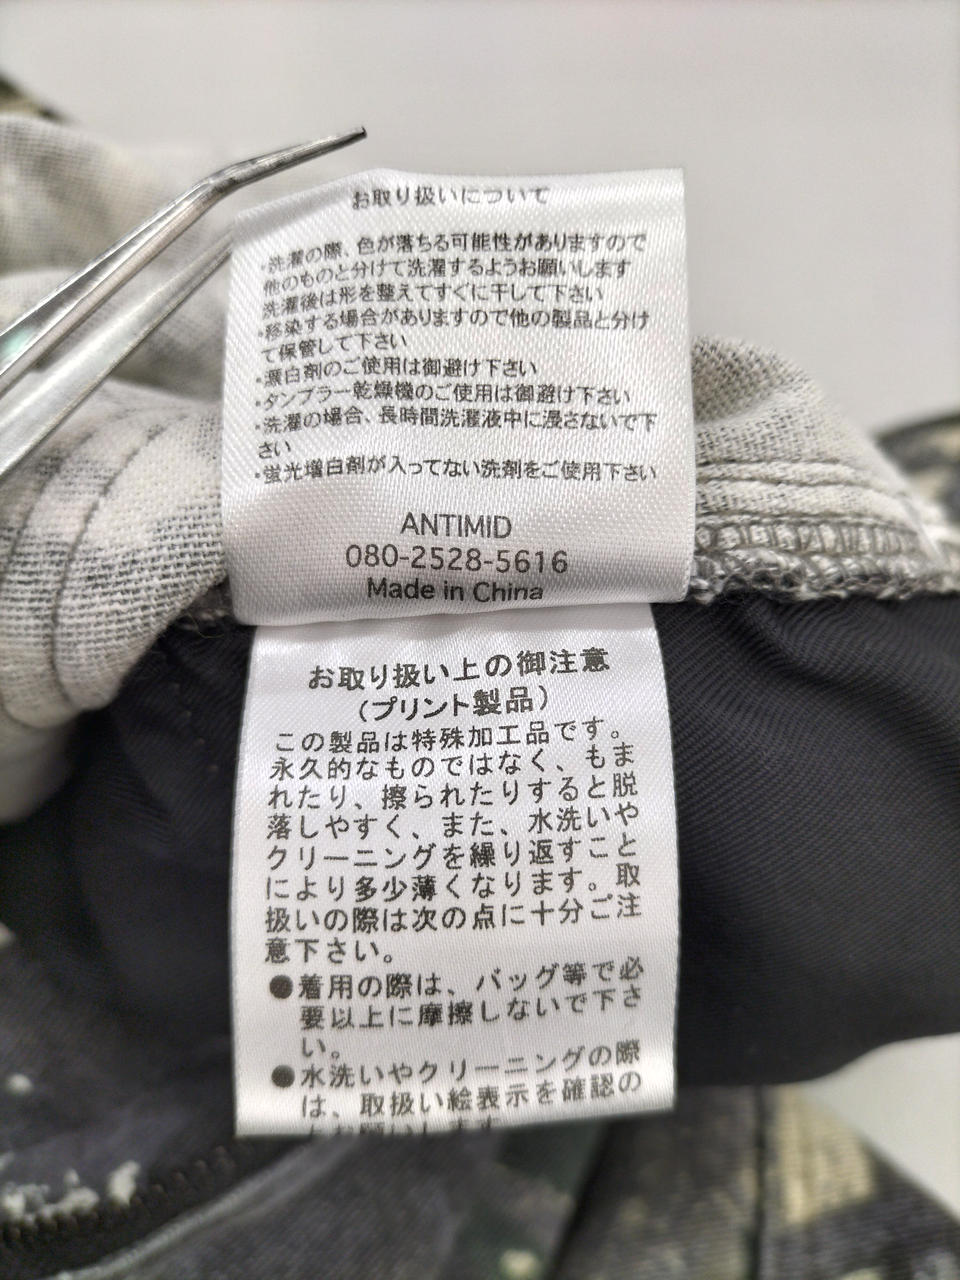 お取り扱いについて
・洗濯の際、色が落ちる可能性がありますので
他のものと分けて洗濯するようお願いします
洗濯後は形を整えてすぐに干して下さい
・移染する場合がありますので他の製品と分け
て保管して下さい
・漂白剤のご使用は御避け下さい
・タンブラー乾燥機のご使用は御避け下さい
・洗濯の場合、長時間洗濯液中に浸さないで下
さい
・蛍光増白剤が入ってない洗剤をご使用下さい
ANTIMID
080-2528-5616
Made in China
お取り扱い上の御注意
（プリント製品）
この製品は特殊加工品です。
永久的なものではなく、もま
れたり、擦られたりすると脱
落しやすく、また、水洗いや
クリーニングを繰り返すこと
により多少薄くなります。取
扱いの際は次の点に十分ご注
意下さい。
●着用の際は、バッグ等で必
要以上に摩擦しないで下さ
い。
●水洗いやクリーニングの際
は、取扱い絵表示を確認の
上お願いします